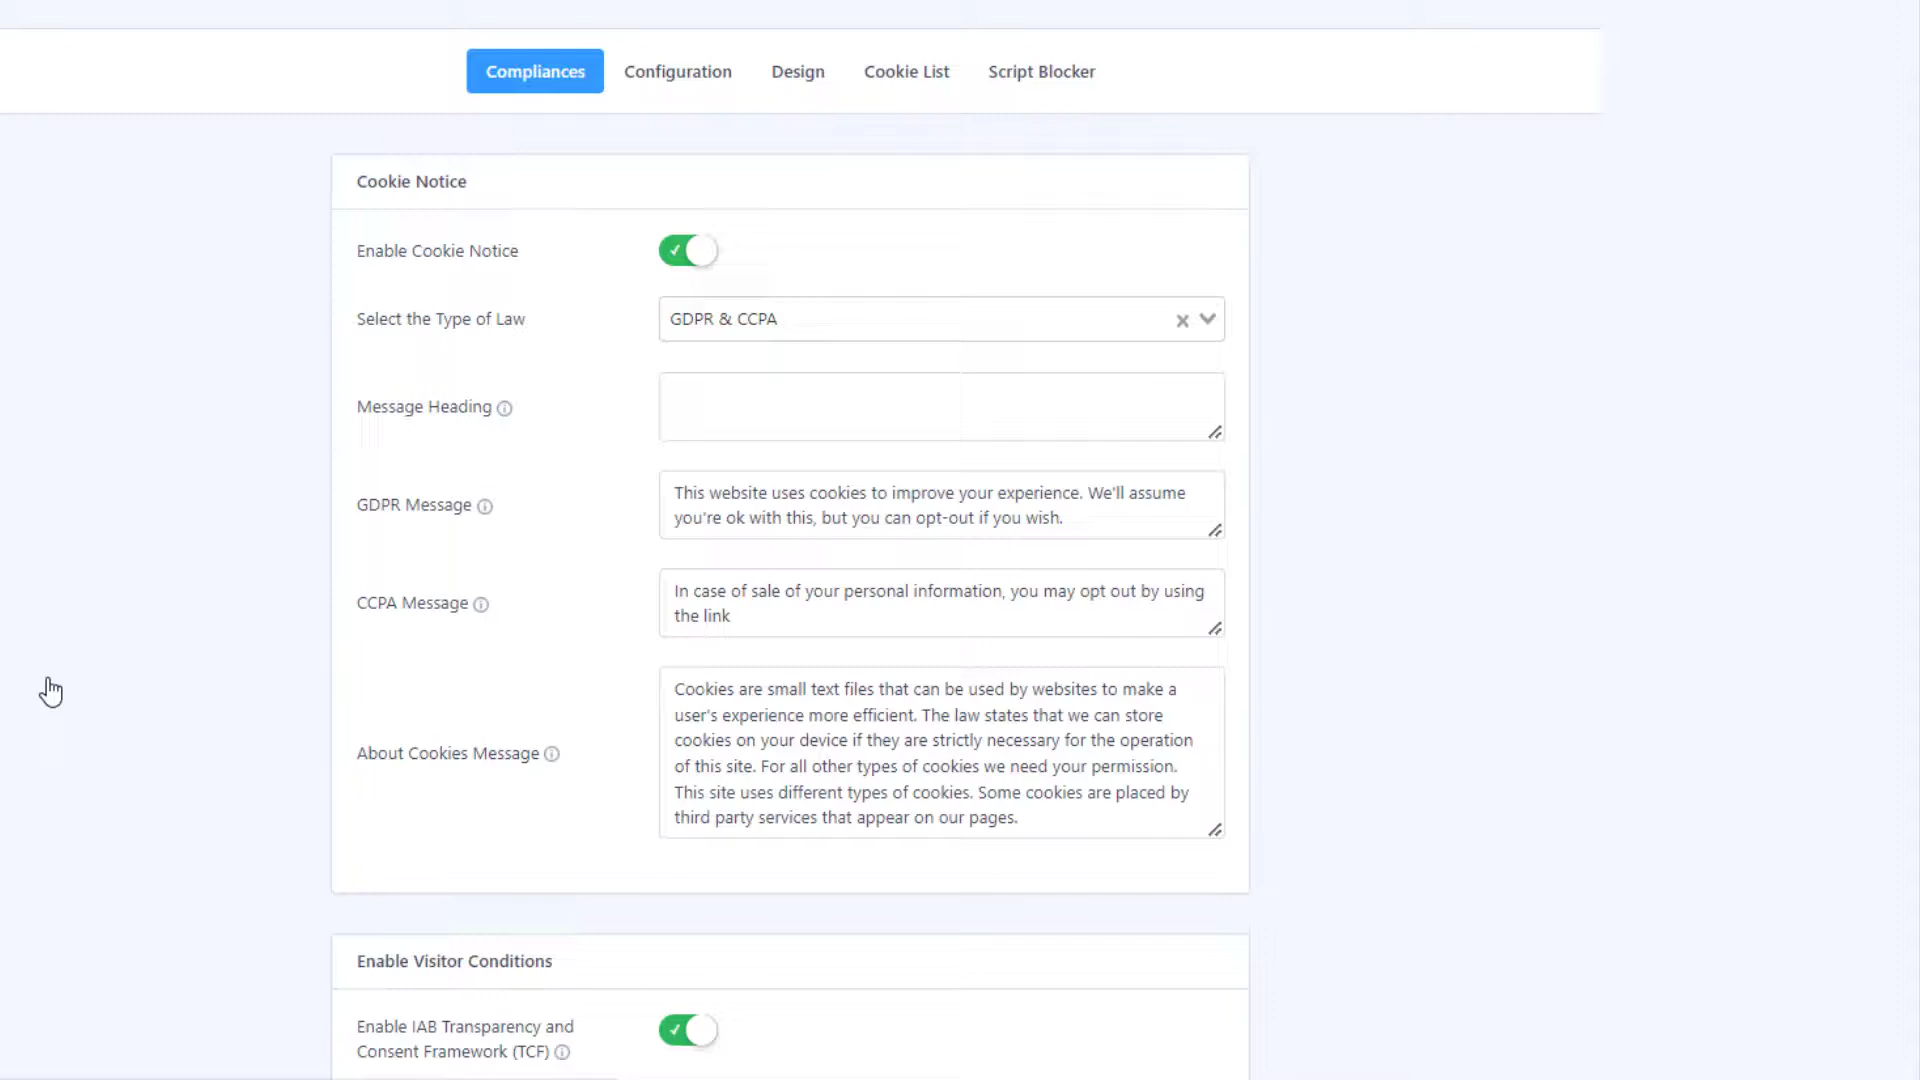 Compliances Configuration Design Cookie List Script Blocker
Cookie Notice
Enable Cookie Notice
Select the Type of Law
GDPR & CCPA
Message Heading
GDPR Message
This website uses cookies to improve your experience. We'll assume
you're ok with this, but you can opt-out if you wish.
CCPA Message
In case of sale of your personal information, you may opt out by using
the link
About Cookies Message
Cookies are small text files that can be used by websites to make a
user's experience more efficient. The law states that we can store
cookies on your device if they are strictly necessary for the operation
of this site. For all other types of cookies we need your permission.
This site uses different types of cookies. Some cookies are placed by
third party services that appear on our pages.
Enable Visitor Conditions
Enable IAB Transparency and
Consent Framework (TCF)